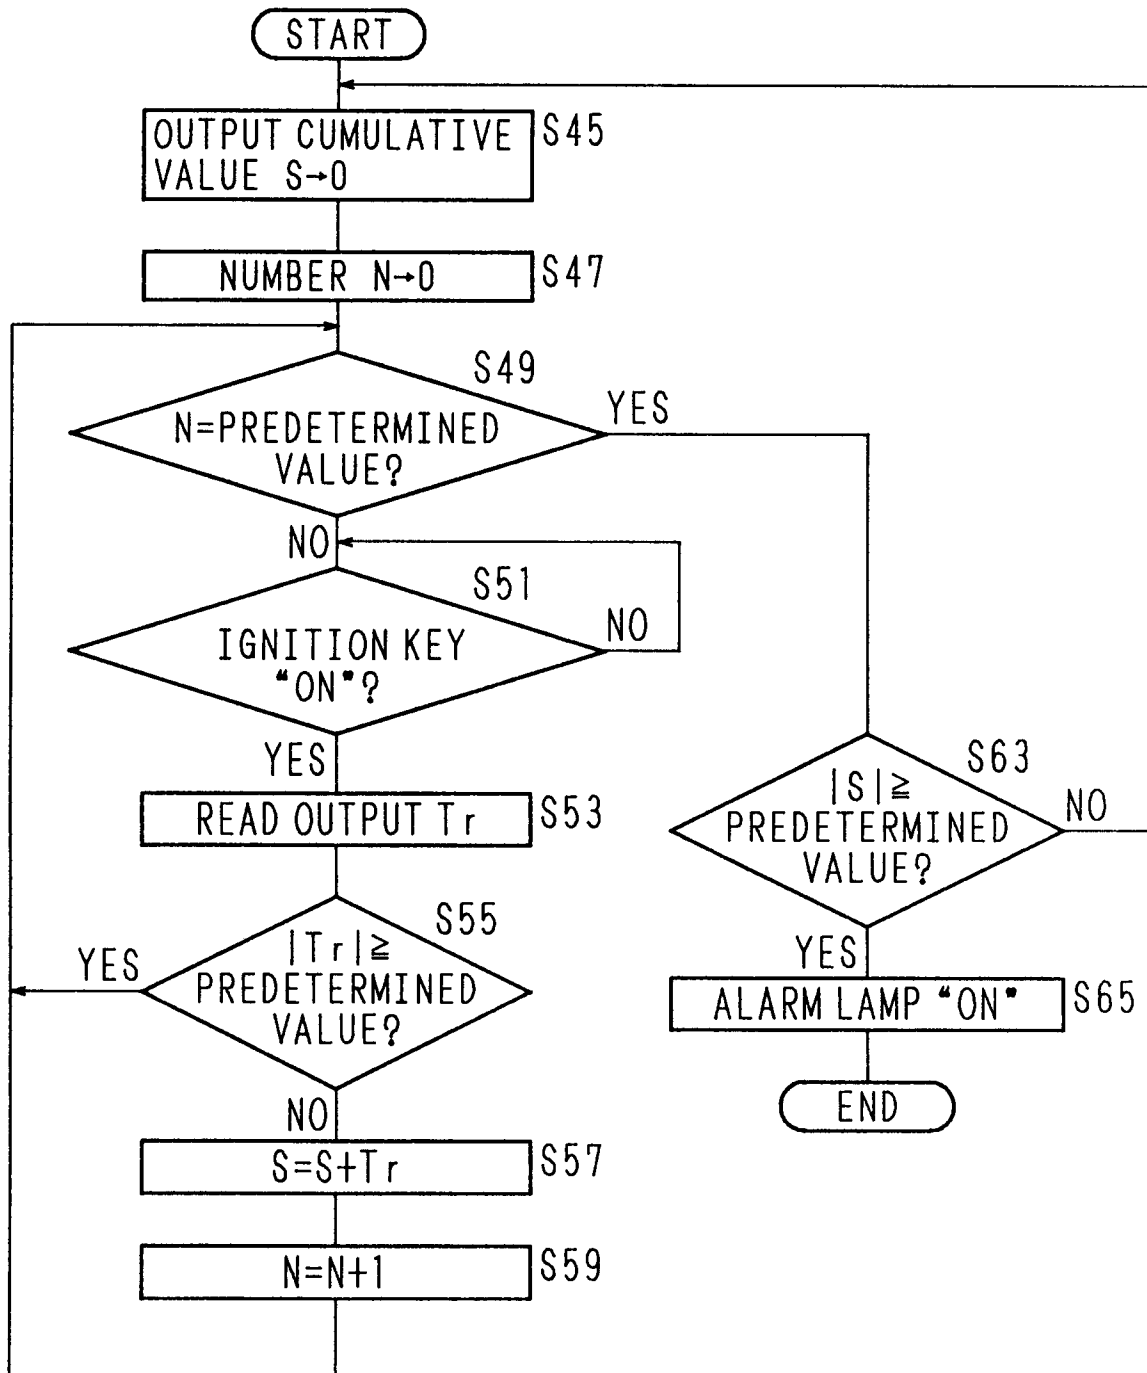 START
OUTPUT CUMULATIVE
VALUE S→0
S45
NUMBER N→0
S47
S49
N=PREDETERMINED
VALUE?
YES
NO
S51
IGNITION KEY
"ON"?
NO
YES
READ OUTPUT Tr
S53
S55
|Tr|≧
PREDETERMINED
VALUE?
YES
NO
S=S+Tr
S57
N=N+1
S59
S63
|S|≧
PREDETERMINED
VALUE?
NO
YES
ALARM LAMP "ON"
S65
END